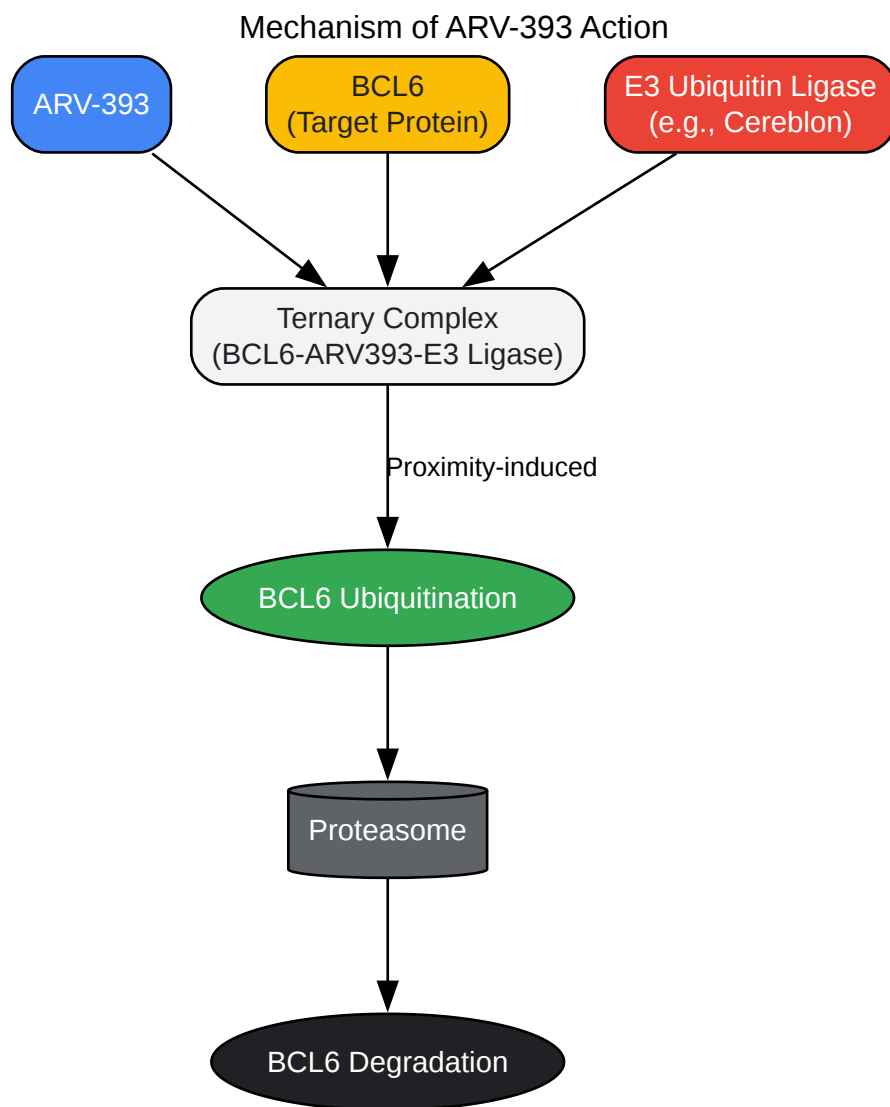 Mechanism of ARV-393 Action
ARV-393
BCL6
(Target Protein)
E3 Ubiquitin Ligase
(e.g., Cereblon)
Ternary Complex
(BCL6-ARV393-E3 Ligase)
Proximity-induced
BCL6 Ubiquitination
Proteasome
BCL6 Degradation